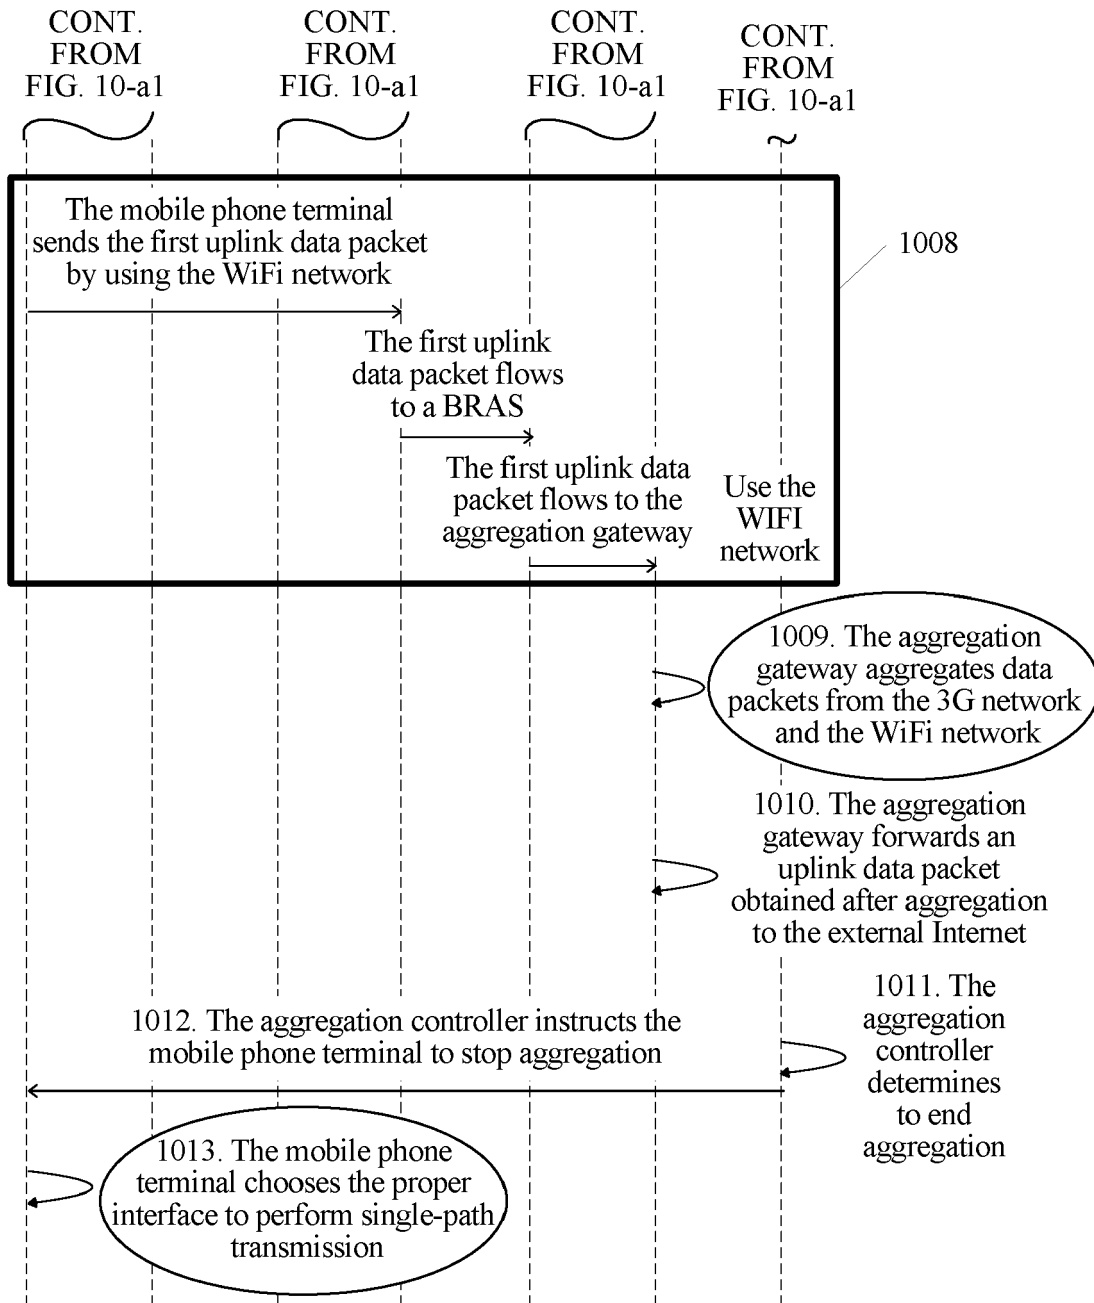 CONT.
FROM
FIG. 10-a1
CONT.
FROM
FIG. 10-a1
CONT.
FROM
FIG. 10-a1
CONT.
FROM
FIG. 10-a1
The mobile phone terminal
sends the first uplink data packet
by using the WiFi network
1008
The first uplink
data packet flows
to a BRAS
The first uplink data
packet flows to the
aggregation gateway
Use the
WIFI
network
1009. The aggregation
gateway aggregates data
packets from the 3G network
and the WiFi network
1010. The aggregation
gateway forwards an
uplink data packet
obtained after aggregation
to the external Internet
1011. The
aggregation
controller
determines
to end
aggregation
1012. The aggregation controller instructs the
mobile phone terminal to stop aggregation
1013. The mobile phone
terminal chooses the proper
interface to perform single-path
transmission